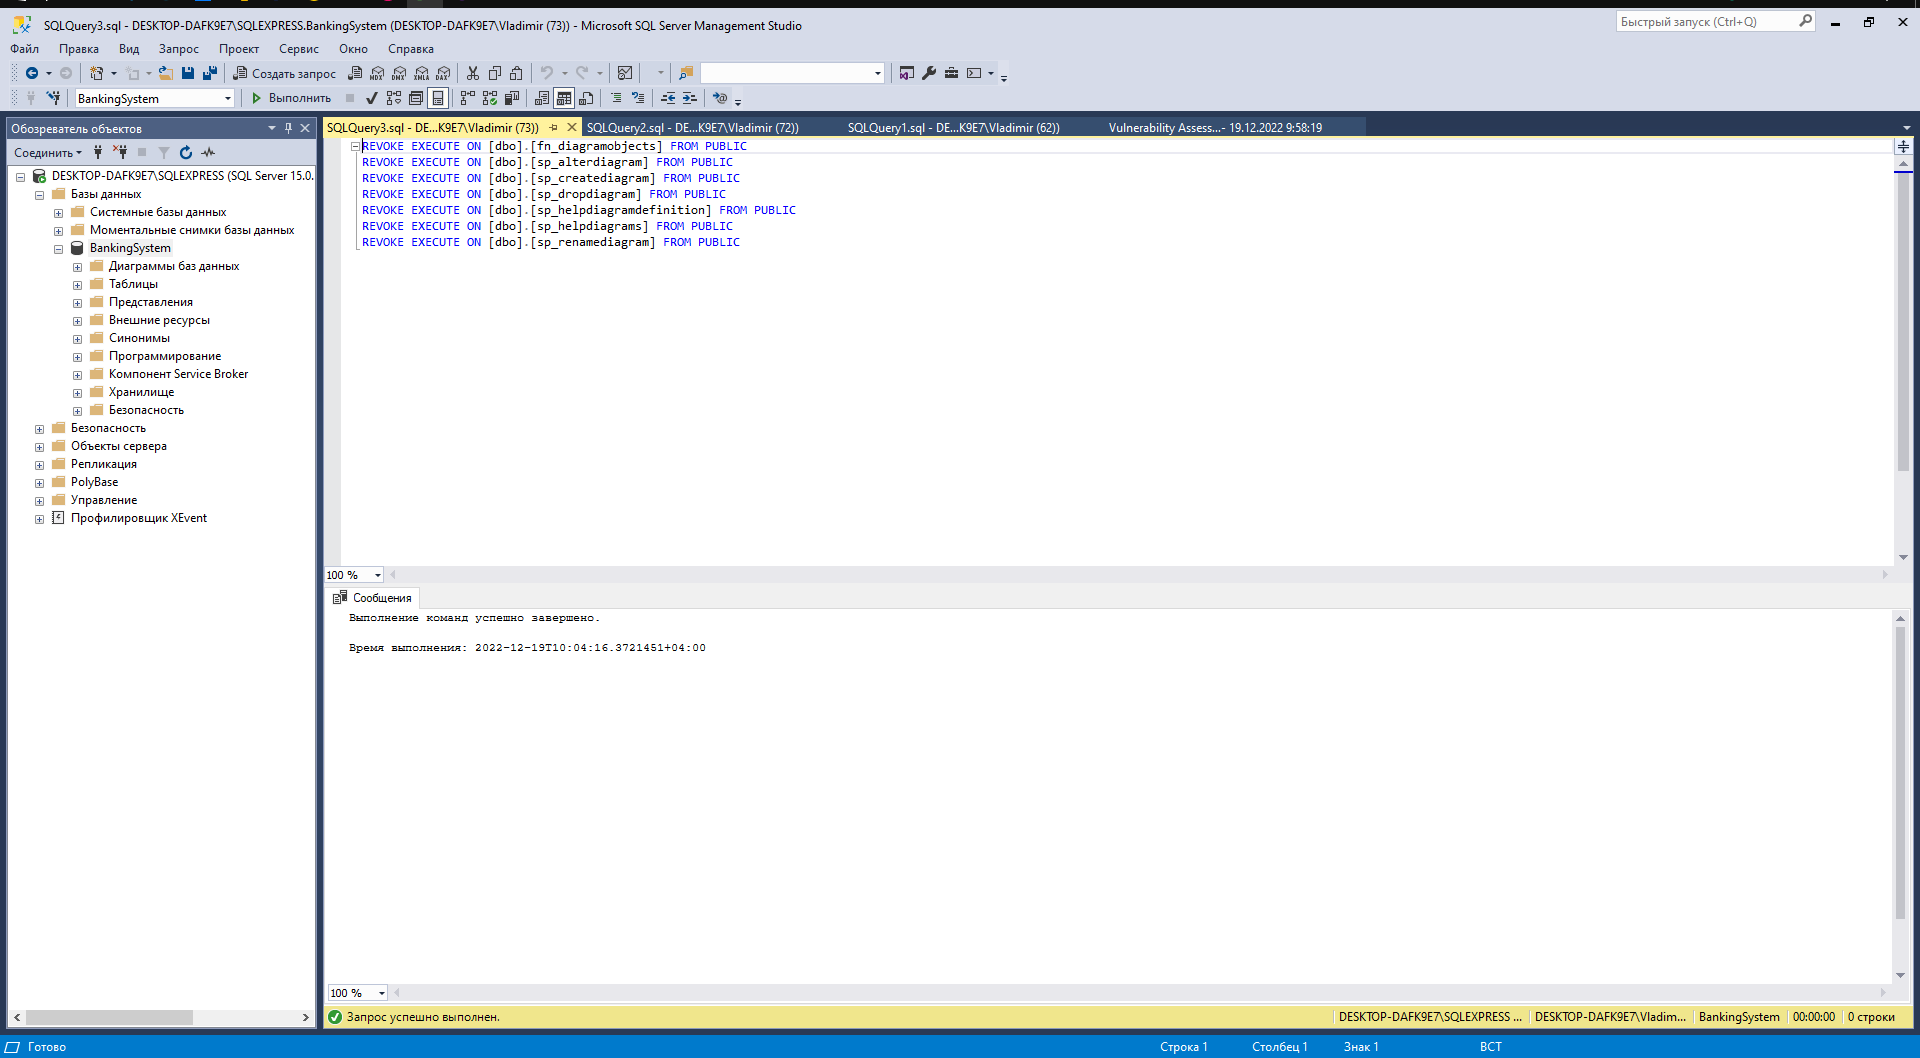 SQLQuery3.sql - DESKTOP-DAFK9E7\SQLEXPRESS.BankingSystem (DESKTOP-DAFK9E7\Vladimir (73)) - Microsoft SQL Server Management Studio
Быстрый запуск (Ctrl+Q)
Файл Правка Вид Запрос Проект Сервис Окно Справка
Создать запрос MDX DMX XMLA DAX
BankingSystem Выполнить
Обозреватель объектов
SQLQuery3.sql - DE...K9E7\Vladimir (73)) SQLQuery2.sql - DE...K9E7\Vladimir (72)) SQLQuery1.sql - DE...K9E7\Vladimir (62)) Vulnerability Assess...- 19.12.2022 9:58:19
Соединить
DESKTOP-DAFK9E7\SQLEXPRESS (SQL Server 15.0.
Базы данных
Системные базы данных
Моментальные снимки базы данных
BankingSystem
Диаграммы баз данных
Таблицы
Представления
Внешние ресурсы
Синонимы
Программирование
Компонент Service Broker
Хранилище
Безопасность
Безопасность
Объекты сервера
Репликация
PolyBase
Управление
Профилировщик XEvent
REVOKE EXECUTE ON [dbo].[fn_diagramobjects] FROM PUBLIC
REVOKE EXECUTE ON [dbo].[sp_alterdiagram] FROM PUBLIC
REVOKE EXECUTE ON [dbo].[sp_creatediagram] FROM PUBLIC
REVOKE EXECUTE ON [dbo].[sp_dropdiagram] FROM PUBLIC
REVOKE EXECUTE ON [dbo].[sp_helpdiagramdefinition] FROM PUBLIC
REVOKE EXECUTE ON [dbo].[sp_helpdiagrams] FROM PUBLIC
REVOKE EXECUTE ON [dbo].[sp_renamediagram] FROM PUBLIC
100 %
Сообщения
Выполнение команд успешно завершено.
Время выполнения: 2022-12-19T10:04:16.3721451+04:00
100 %
Запрос успешно выполнен. DESKTOP-DAFK9E7\SQLEXPRESS ... DESKTOP-DAFK9E7\Vladim... BankingSystem 00:00:00 0 строки
Готово Строка 1 Столбец 1 Знак 1 ВСТ